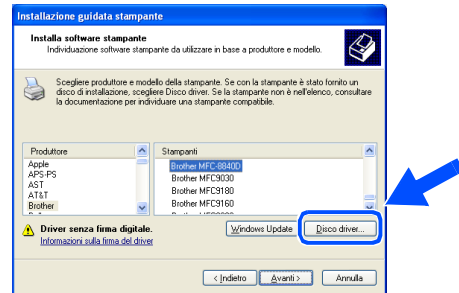 Installazione guidata stampante
Installa software stampante
Individuazione software stampante da utilizzare in base a produttore e modello.
Scegliere produttore e modello della stampante. Se con la stampante è stato fornito un
disco di installazione, scegliere Disco driver. Se la stampante non è nell'elenco, consultare
la documentazione per individuare una stampante compatibile.
Produttore
Apple
APS-PS
AST
AT&T
Brother
Stampanti
Brother MFC-8840D
Brother MFC9030
Brother MFC9180
Brother MFC9160
Driver senza firma digitale.
Informazioni sulla firma del driver
Windows Update
Disco driver...
< Indietro
Avanti >
Annulla